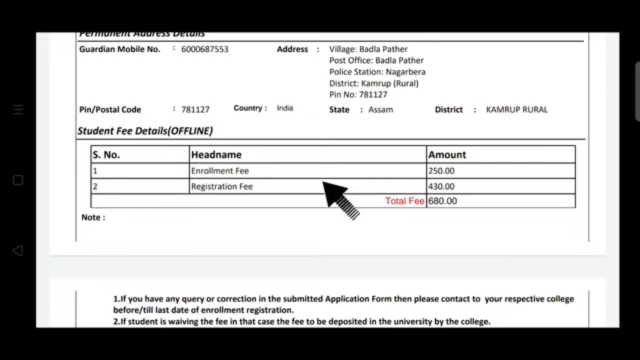 Permanent Address Details
Guardian Mobile No. : 6000687553 Address : Village: Badla Pather
Post Office: Badla Pather
Police Station: Nagarbera
District: Kamrup (Rural)
Pin No: 781127
Pin/Postal Code : 781127 Country : India State : Assam District : KAMRUP RURAL
Student Fee Details(OFFLINE)
S. No. Headname Amount
1 Enrollment Fee 250.00
2 Registration Fee 430.00
Total Fee 680.00
Note :
1.If you have any query or correction in the submitted Application Form then please contact to your respective college
before/till last date of enrollment registration.
2.If student is waiving the fee in that case the fee to be deposited in the university by the college.